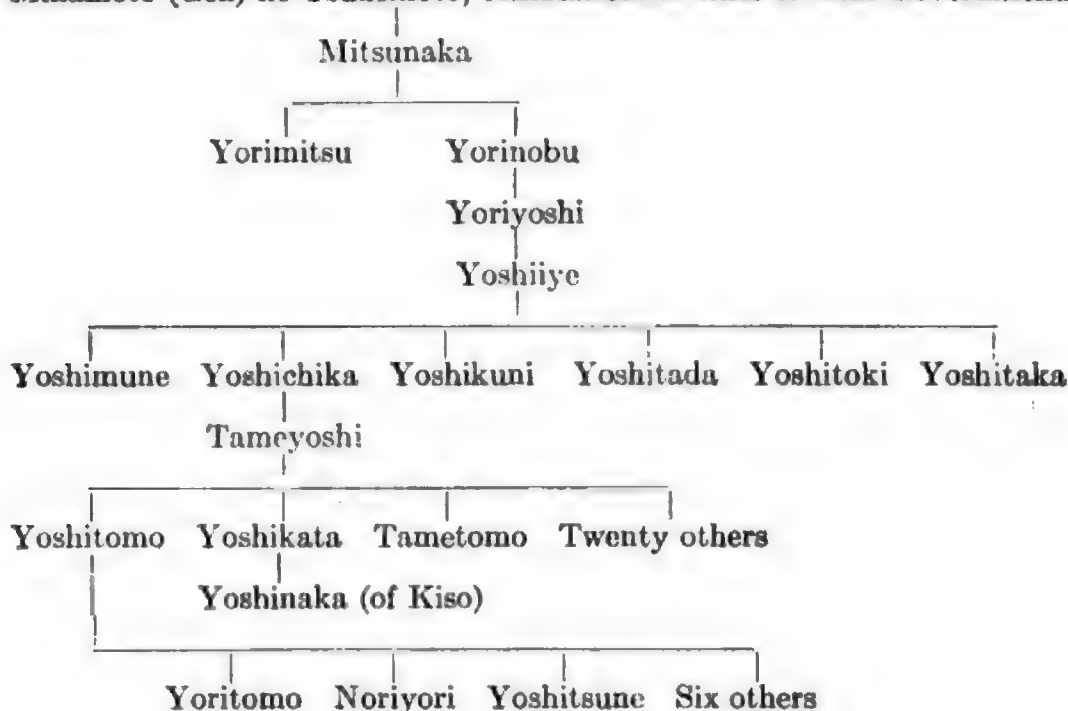 Mitsunaka
Yorimitsu Yorinobu
Yoriyoshi
Yoshiiye
Yoshimune Yoshichika Yoshikuni Yoshitada Yoshitoki Yoshitaka
Tameyoshi
Yoshitomo Yoshikata Tametomo Twenty others
Yoshinaka (of Kiso)
Yoritomo Noriyori Yoshitsune Six others